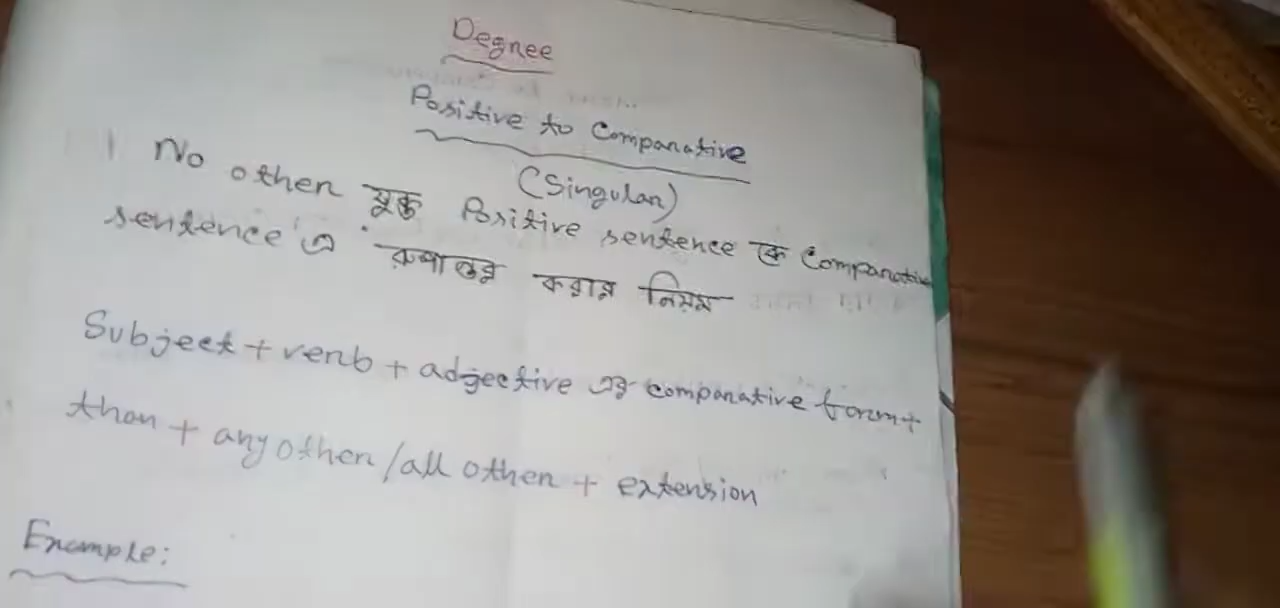 Degree
Positive to Comparative
(Singular)
No other যুক্ত Positive sentence কে Comparative
sentence এ রুপান্তর করার নিয়ম
Subject + verb + adjective এর comparative form +
than + any other / all other + extension
Example: